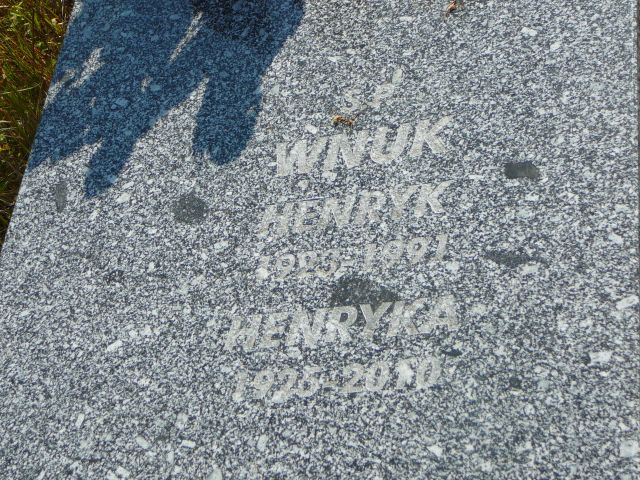 Ś.P.
WNUK
HENRYK
1923-1991
HENRYKA
1925-2010